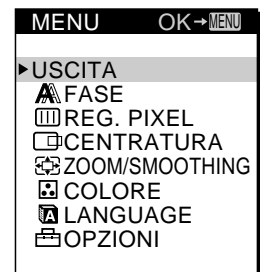 MENU OK→MENU
▶USCITA
FASE
REG. PIXEL
CENTRATURA
ZOOM/SMOOTHING
COLORE
LANGUAGE
OPZIONI